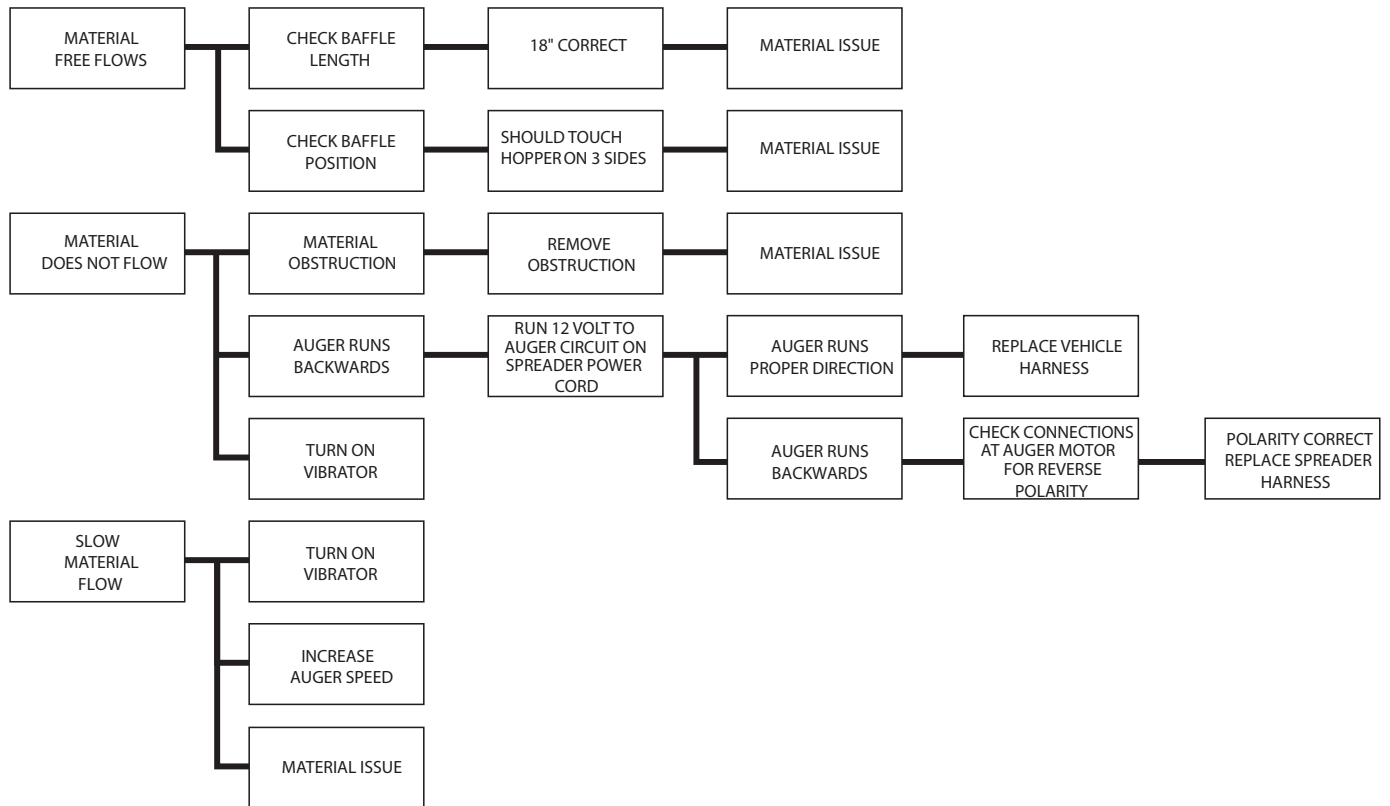 MATERIAL
FREE FLOWS
CHECK BAFFLE
LENGTH
18" CORRECT
MATERIAL ISSUE
CHECK BAFFLE
POSITION
SHOULD TOUCH
HOPPER ON 3 SIDES
MATERIAL ISSUE
MATERIAL
DOES NOT FLOW
MATERIAL
OBSTRUCTION
REMOVE
OBSTRUCTION
MATERIAL ISSUE
AUGER RUNS
BACKWARDS
RUN 12 VOLT TO
AUGER CIRCUIT ON
SPREADER POWER
CORD
AUGER RUNS
PROPER DIRECTION
REPLACE VEHICLE
HARNESS
TURN ON
VIBRATOR
AUGER RUNS
BACKWARDS
CHECK CONNECTIONS
AT AUGER MOTOR
FOR REVERSE
POLARITY
POLARITY CORRECT
REPLACE SPREADER
HARNESS
SLOW
MATERIAL
FLOW
TURN ON
VIBRATOR
INCREASE
AUGER SPEED
MATERIAL ISSUE